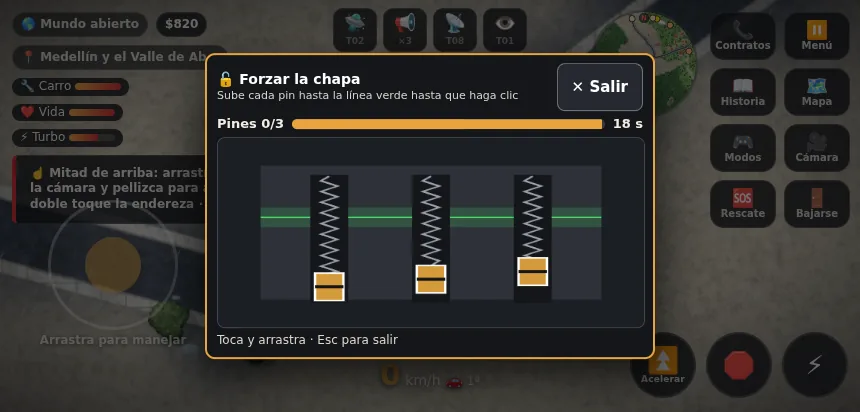 Mundo abierto
$820
T02
×3
T08
T01
Contratos
Menú
Medellín y el Valle de Ab
Forzar la chapa
Sube cada pin hasta la línea verde hasta que haga clic
× Salir
Carro
Vida
Turbo
Pines 0/3
18 s
Historia
Mapa
Modos
Cámara
Mitad de arriba: arrast
la cámara y pellizca para
doble toque la endereza ·
SOS
Rescate
Bajarse
Arrastra para manejar
Toca y arrastra · Esc para salir
0 km/h
1ª
Acelerar